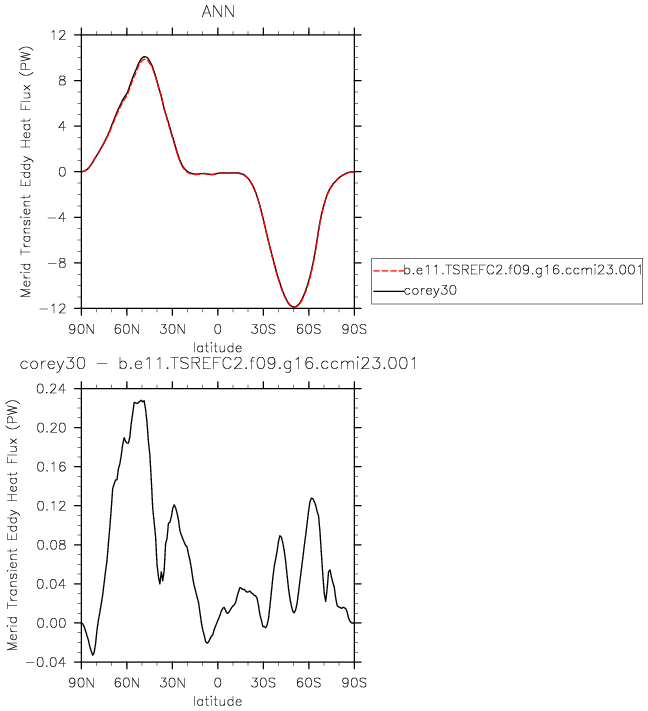 ANN
Merid Transient Eddy Heat Flux (PW)
12
8
4
0
−4
−8
−12
90N 60N 30N 0 30S 60S 90S
latitude
b.e11.TSREFC2.f09.g16.ccmi23.001
corey30
corey30 − b.e11.TSREFC2.f09.g16.ccmi23.001
Merid Transient Eddy Heat Flux (PW)
0.24
0.20
0.16
0.12
0.08
0.04
0.00
−0.04
90N 60N 30N 0 30S 60S 90S
latitude